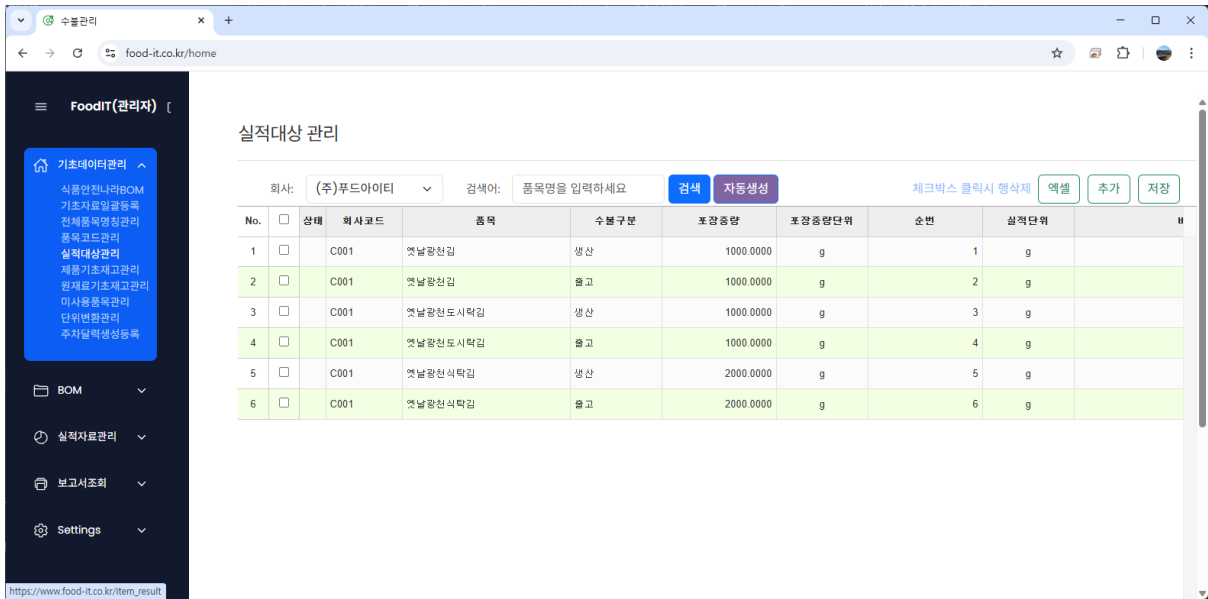 수불관리
food-it.co.kr/home
FoodIT(관리자)
기초데이터관리
식품안전나라BOM
기초자료일괄등록
전체품목명칭관리
품목코드관리
실적대상관리
제품기초재고관리
원재료기초재고관리
미사용품목관리
단위변환관리
주차달력생성등록
BOM
실적자료관리
보고서조회
Settings
https://www.food-it.co.kr/item_result
실적대상 관리
회사: (주)푸드아이티 검색어: 품목명을 입력하세요 검색 자동생성 체크박스 클릭시 행삭제 엑셀 추가 저장
No. 상태 회사코드 품목 수불구분 포장중량 포장중량단위 순번 실적단위
1 C001 옛날광천김 생산 1000.0000 g 1 g
2 C001 옛날광천김 출고 1000.0000 g 2 g
3 C001 옛날광천도시락김 생산 1000.0000 g 3 g
4 C001 옛날광천도시락김 출고 1000.0000 g 4 g
5 C001 옛날광천식탁김 생산 2000.0000 g 5 g
6 C001 옛날광천식탁김 출고 2000.0000 g 6 g